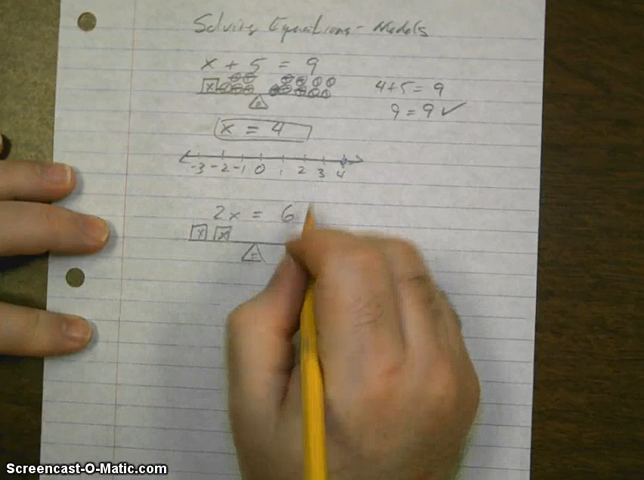 Solving Equations - Models
x + 5 = 9
x
4+5 = 9
9 = 9 ✓
=
x = 4
-3 -2 -1 0 1 2 3 4
2x = 6
x x
=
Screencast-O-Matic.com